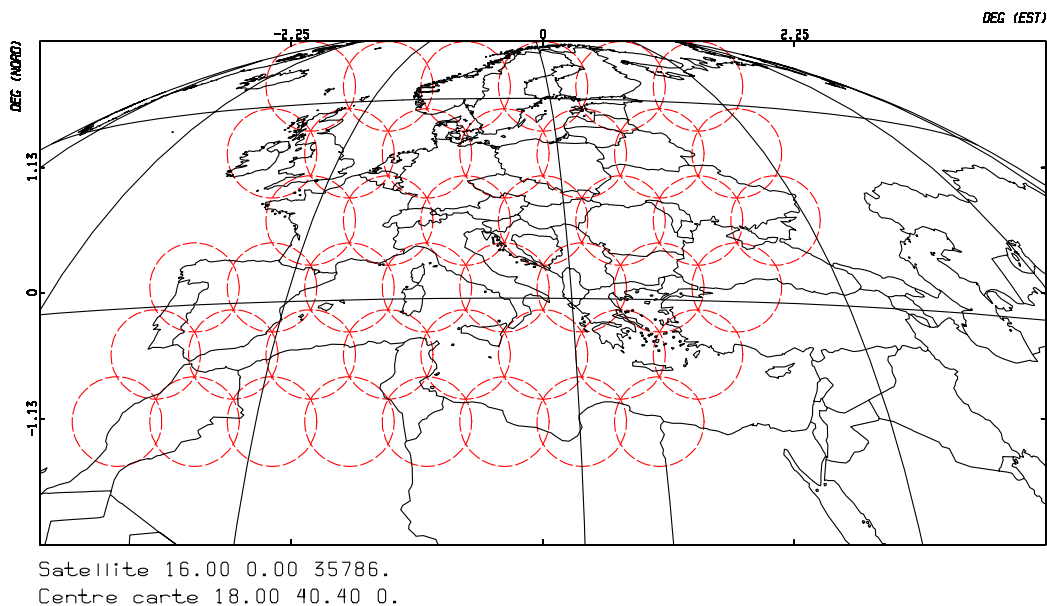 DEG (EST)
-2.25 0 2.25
DEG (NORD)
1.13
0
-1.13
Satellite 16.00 0.00 35786.
Centre carte 18.00 40.40 0.